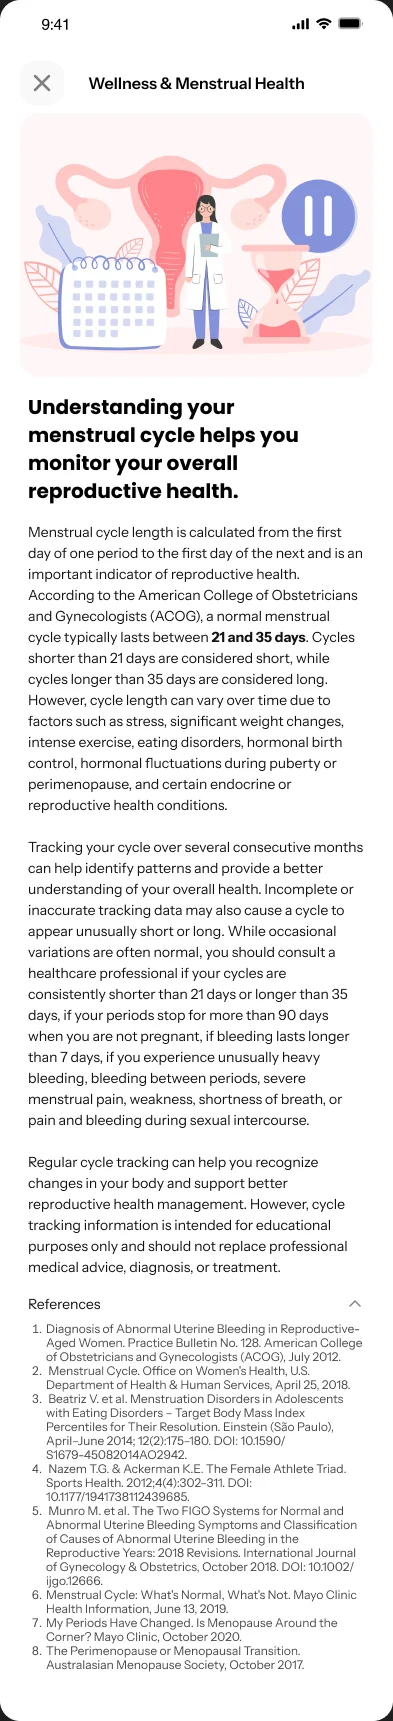 9:41
Wellness & Menstrual Health
Understanding your
menstrual cycle helps you
monitor your overall
reproductive health.
Menstrual cycle length is calculated from the first
day of one period to the first day of the next and is an
important indicator of reproductive health.
According to the American College of Obstetricians
and Gynecologists (ACOG), a normal menstrual
cycle typically lasts between 21 and 35 days. Cycles
shorter than 21 days are considered short, while
cycles longer than 35 days are considered long.
However, cycle length can vary over time due to
factors such as stress, significant weight changes,
intense exercise, eating disorders, hormonal birth
control, hormonal fluctuations during puberty or
perimenopause, and certain endocrine or
reproductive health conditions.
Tracking your cycle over several consecutive months
can help identify patterns and provide a better
understanding of your overall health. Incomplete or
inaccurate tracking data may also cause a cycle to
appear unusually short or long. While occasional
variations are often normal, you should consult a
healthcare professional if your cycles are
consistently shorter than 21 days or longer than 35
days, if your periods stop for more than 90 days
when you are not pregnant, if bleeding lasts longer
than 7 days, if you experience unusually heavy
bleeding, bleeding between periods, severe
menstrual pain, weakness, shortness of breath, or
pain and bleeding during sexual intercourse.
Regular cycle tracking can help you recognize
changes in your body and support better
reproductive health management. However, cycle
tracking information is intended for educational
purposes only and should not replace professional
medical advice, diagnosis, or treatment.
References
1. Diagnosis of Abnormal Uterine Bleeding in Reproductive-
Aged Women. Practice Bulletin No. 128. American College
of Obstetricians and Gynecologists (ACOG), July 2012.
2. Menstrual Cycle. Office on Women's Health, U.S.
Department of Health & Human Services, April 25, 2018.
3. Beatriz V. et al. Menstruation Disorders in Adolescents
with Eating Disorders – Target Body Mass Index
Percentiles for Their Resolution. Einstein (São Paulo),
April–June 2014; 12(2):175–180. DOI: 10.1590/
S1679-45082014AO2942.
4. Nazem T.G. & Ackerman K.E. The Female Athlete Triad.
Sports Health. 2012;4(4):302–311. DOI:
10.1177/1941738112439685.
5. Munro M. et al. The Two FIGO Systems for Normal and
Abnormal Uterine Bleeding Symptoms and Classification
of Causes of Abnormal Uterine Bleeding in the
Reproductive Years: 2018 Revisions. International Journal
of Gynecology & Obstetrics, October 2018. DOI: 10.1002/
ijgo.12666.
6. Menstrual Cycle: What's Normal, What's Not. Mayo Clinic
Health Information, June 13, 2019.
7. My Periods Have Changed. Is Menopause Around the
Corner? Mayo Clinic, October 2020.
8. The Perimenopause or Menopausal Transition.
Australasian Menopause Society, October 2017.